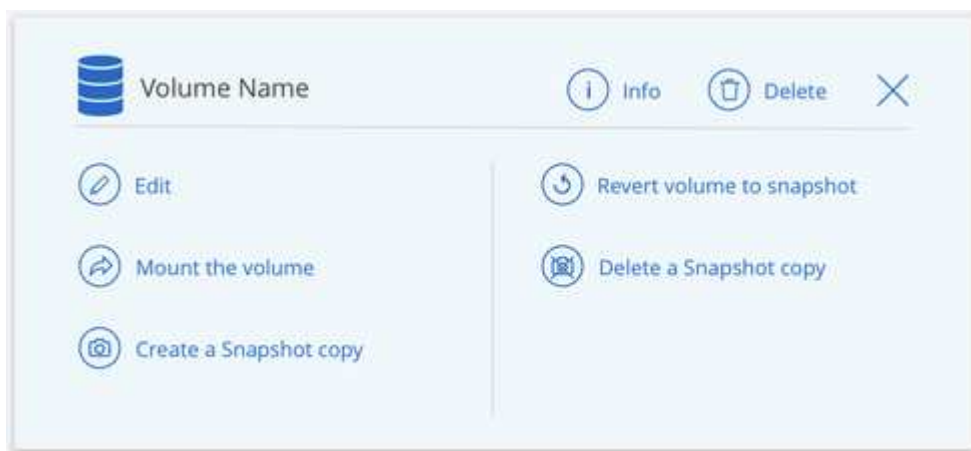 Volume Name
Info
Delete
Edit
Mount the volume
Create a Snapshot copy
Revert volume to snapshot
Delete a Snapshot copy